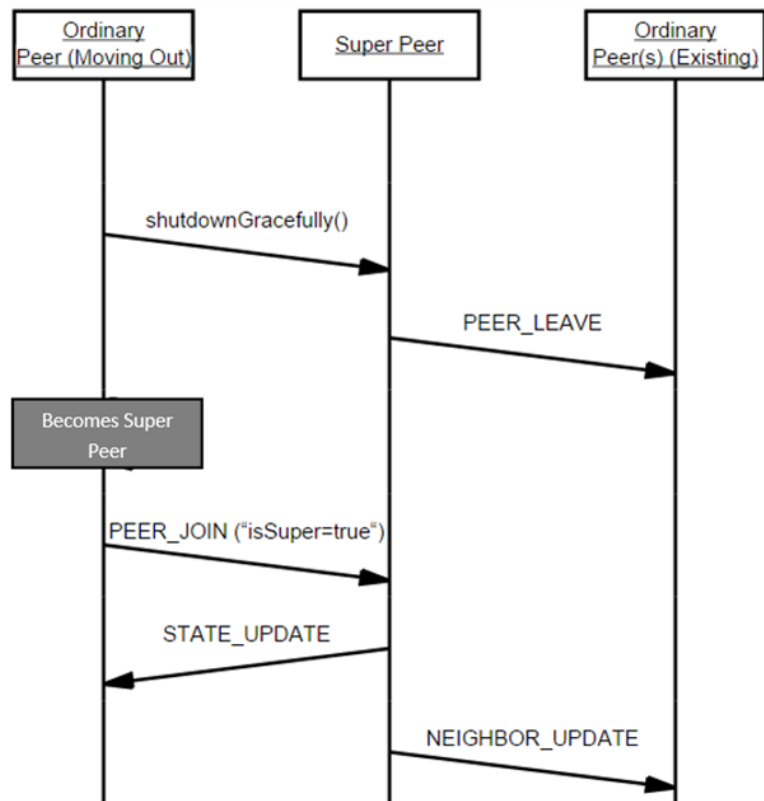 Ordinary
Peer (Moving Out)
Super Peer
Ordinary
Peer(s) (Existing)
shutdownGracefully()
PEER_LEAVE
Becomes Super
Peer
PEER_JOIN (“isSuper=true“)
STATE_UPDATE
NEIGHBOR_UPDATE